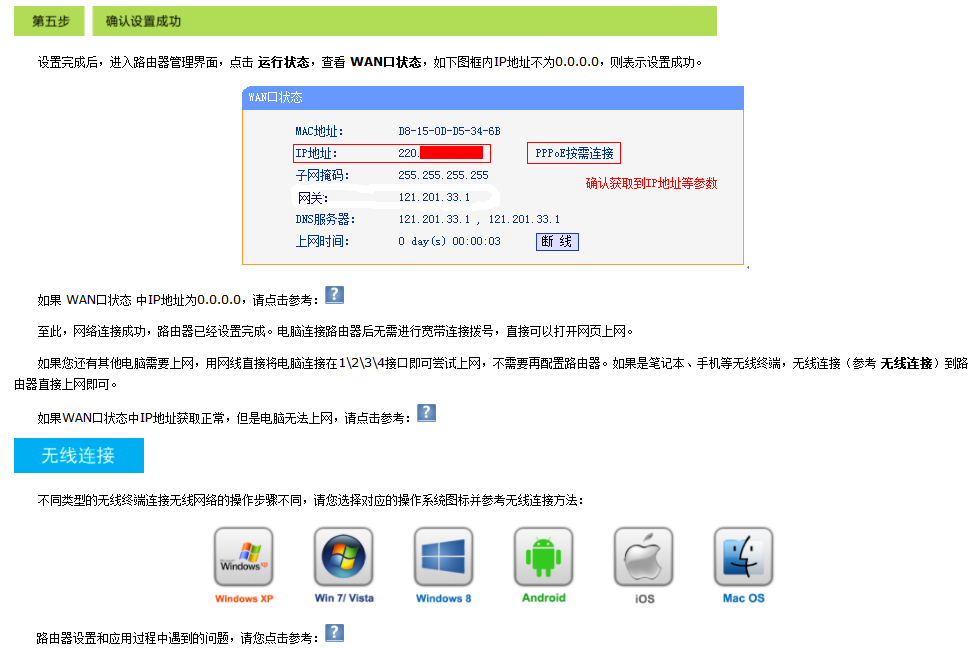 第五步 确认设置成功
设置完成后，进入路由器管理界面，点击 运行状态，查看 WAN口状态，如下图框内IP地址不为0.0.0.0，则表示设置成功。
WAN口状态
MAC地址： D8-15-0D-D5-34-6B
IP地址： 220. PPPoE按需连接
子网掩码： 255.255.255.255
确认获取到IP地址等参数
网关： 121.201.33.1
DNS服务器： 121.201.33.1 , 121.201.33.1
上网时间： 0 day(s) 00:00:03 断 线
如果 WAN口状态 中IP地址为0.0.0.0，请点击参考： ?
至此，网络连接成功，路由器已经设置完成。电脑连接路由器后无需进行宽带连接拨号，直接可以打开网页上网。
如果您还有其他电脑需要上网，用网线直接将电脑连接在1\2\3\4接口即可尝试上网，不需要再配置路由器。如果是笔记本、手机等无线终端，无线连接（参考 无线连接）到路
由器直接上网即可。
如果WAN口状态中IP地址获取正常，但是电脑无法上网，请点击参考： ?
无线连接
不同类型的无线终端连接无线网络的操作步骤不同，请您选择对应的操作系统图标并参考无线连接方法：
Windows xp
Windows XP Win 7/ Vista Windows 8 Android iOS Mac OS
路由器设置和应用过程中遇到的问题，请您点击参考： ?